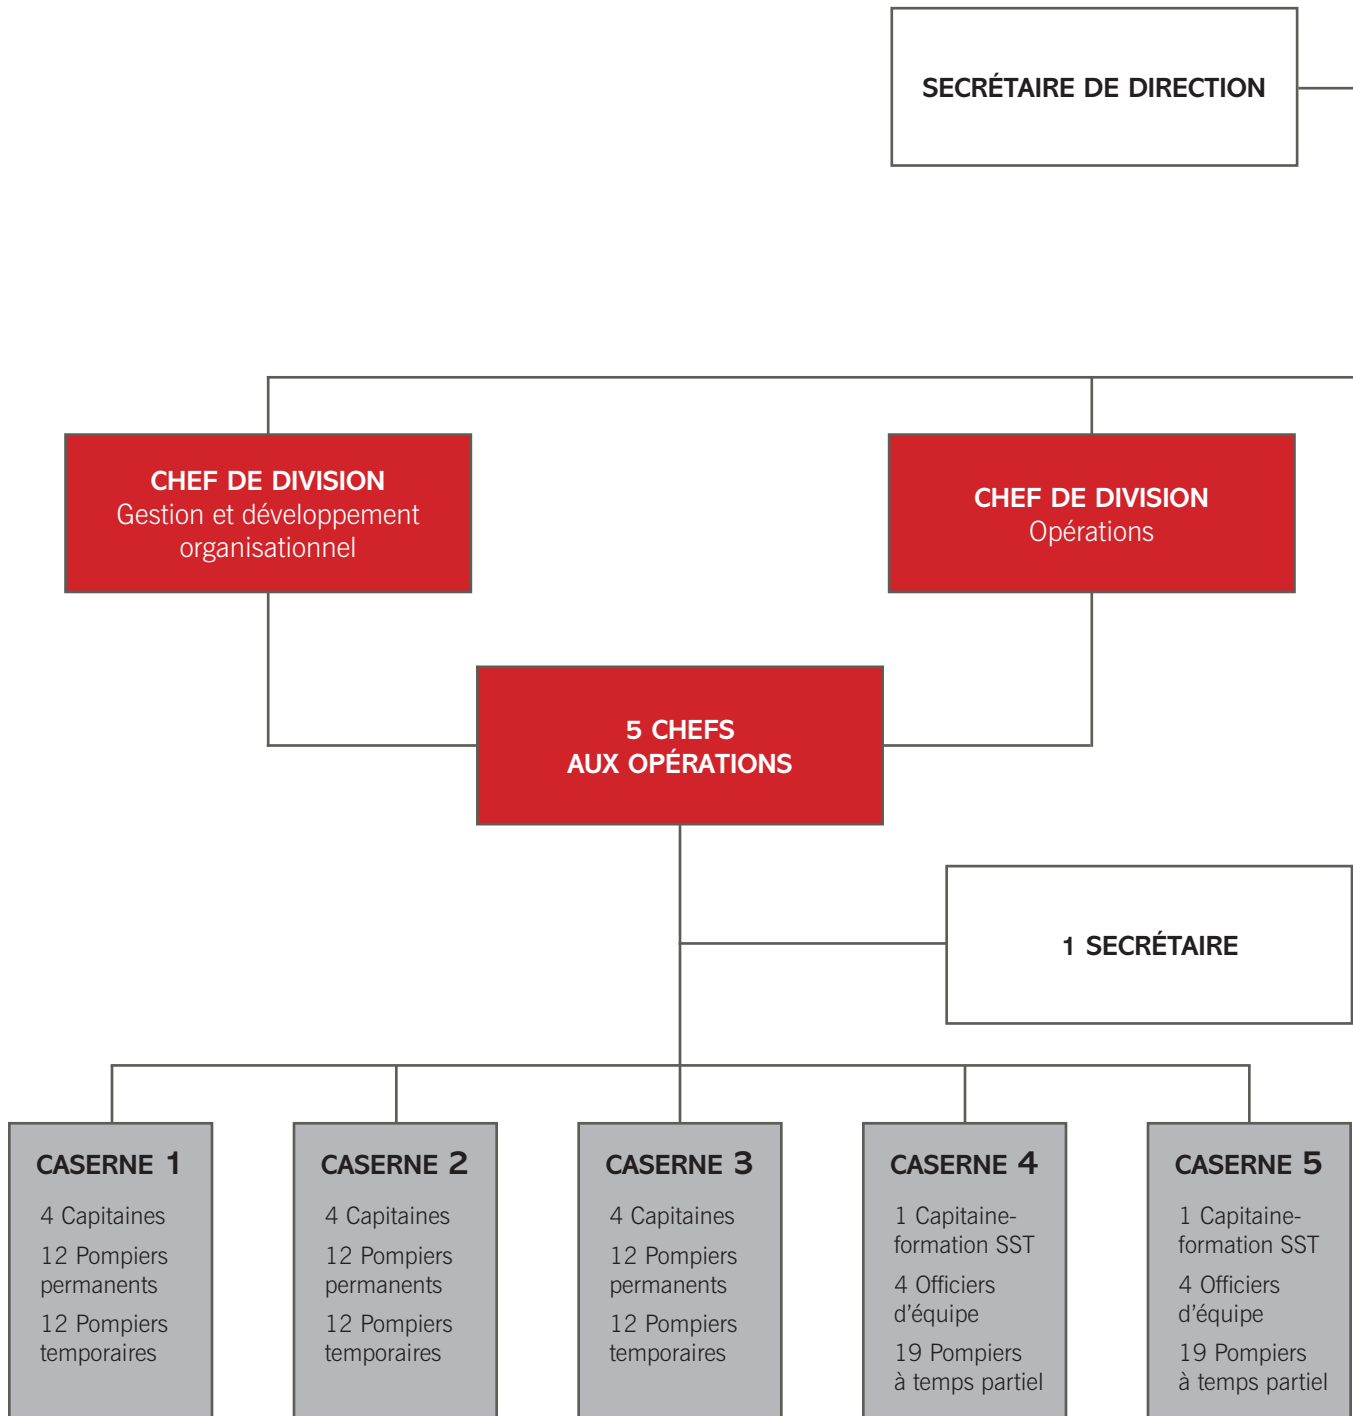 SECRÉTAIRE DE DIRECTION
CHEF DE DIVISION
Gestion et développement
organisationnel
CHEF DE DIVISION
Opérations
5 CHEFS
AUX OPÉRATIONS
1 SECRÉTAIRE
CASERNE 1
4 Capitaines
12 Pompiers
permanents
12 Pompiers
temporaires
CASERNE 2
4 Capitaines
12 Pompiers
permanents
12 Pompiers
temporaires
CASERNE 3
4 Capitaines
12 Pompiers
permanents
12 Pompiers
temporaires
CASERNE 4
1 Capitaine-
formation SST
4 Officiers
d'équipe
19 Pompiers
à temps partiel
CASERNE 5
1 Capitaine-
formation SST
4 Officiers
d'équipe
19 Pompiers
à temps partiel